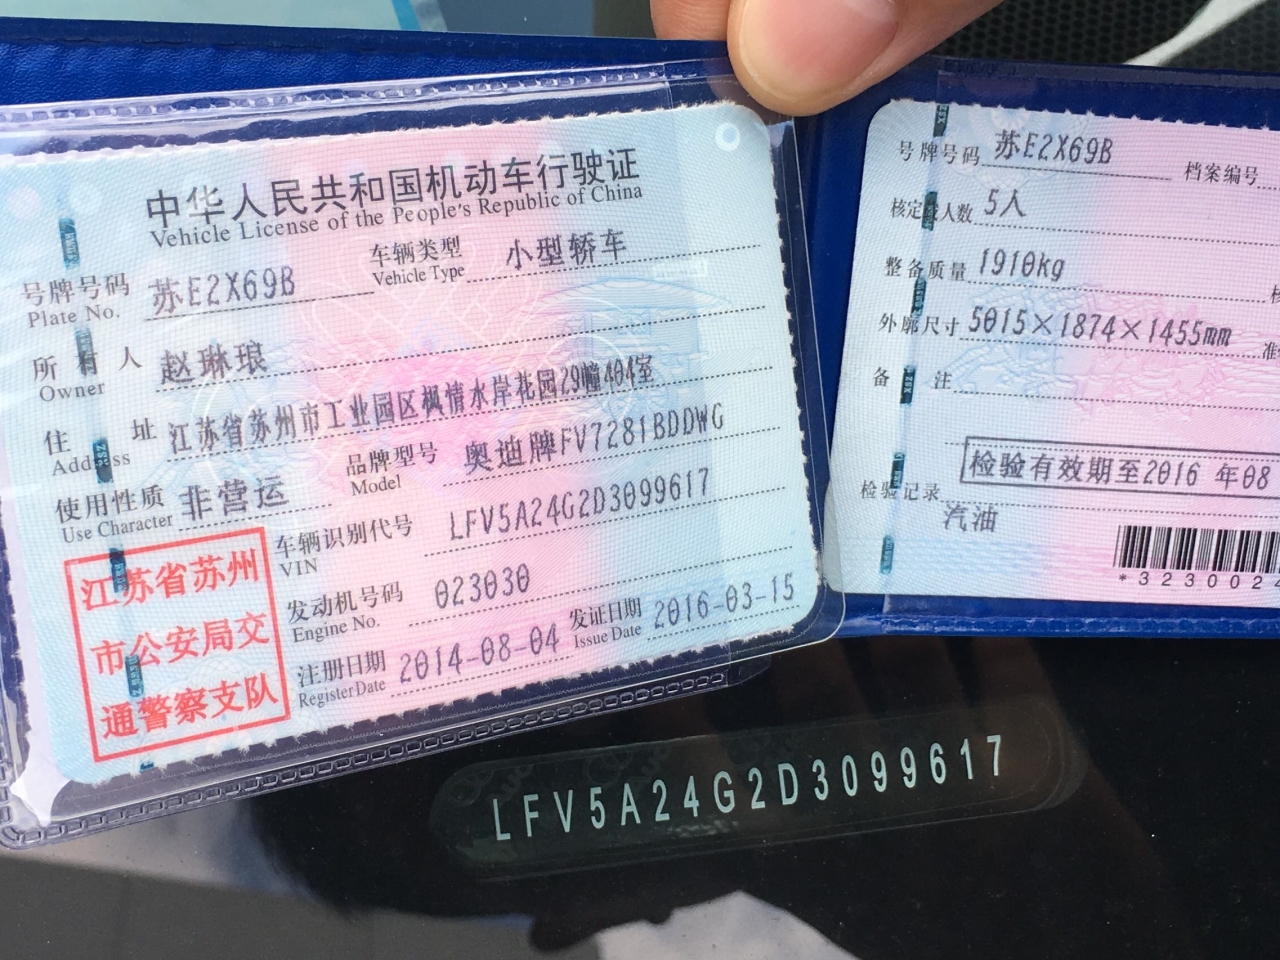 中华人民共和国机动车行驶证
Vehicle License of the People's Republic of China
号牌号码 苏E2X69B 车辆类型 小型轿车
Plate No. Vehicle Type
所有人 赵琳琅
Owner
住址 江苏省苏州市工业园区枫情水岸花园29幢404室
Address
品牌型号 奥迪牌FV7281BDDWG
Model
使用性质 非营运
Use Character
车辆识别代号 LFV5A24G2D3099617
VIN
发动机号码 023030
Engine No.
注册日期 2014-08-04 发证日期 2016-03-15
Register Date Issue Date
江苏省苏州
市公安局交
通警察支队
号牌号码 苏E2X69B 档案编号
核定载人数 5人
整备质量 1910kg
外廓尺寸 5015×1874×1455mm
备注
检验有效期至2016 年08
检验记录
汽油
*3230024
LFV5A24G2D3099617